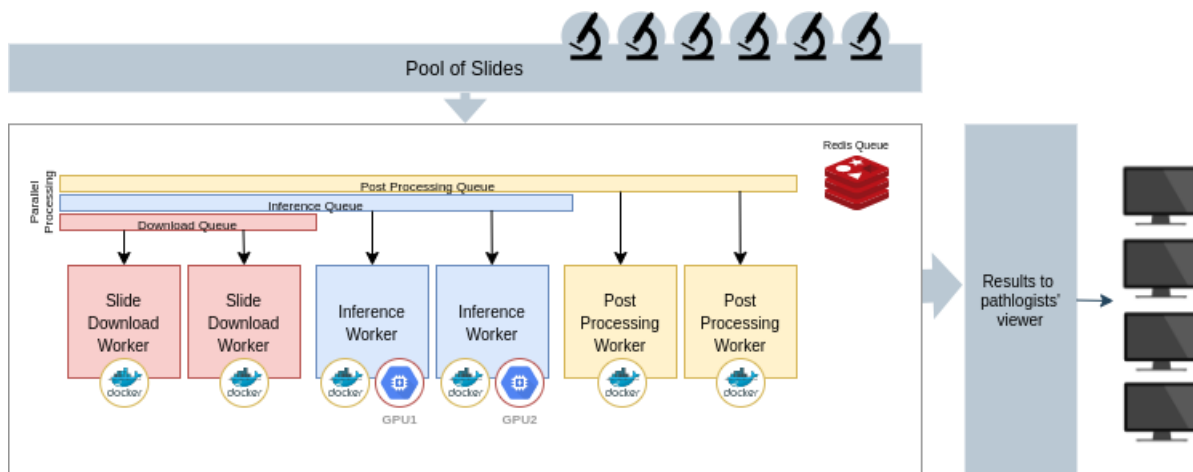 Pool of Slides
Redis Queue
Parallel
Processing
Post Processing Queue
Inference Queue
Download Queue
Slide
Download
Worker
docker
Slide
Download
Worker
docker
Inference
Worker
docker
GPU1
Inference
Worker
docker
GPU2
Post
Processing
Worker
docker
Post
Processing
Worker
docker
Results to
pathlogists'
viewer